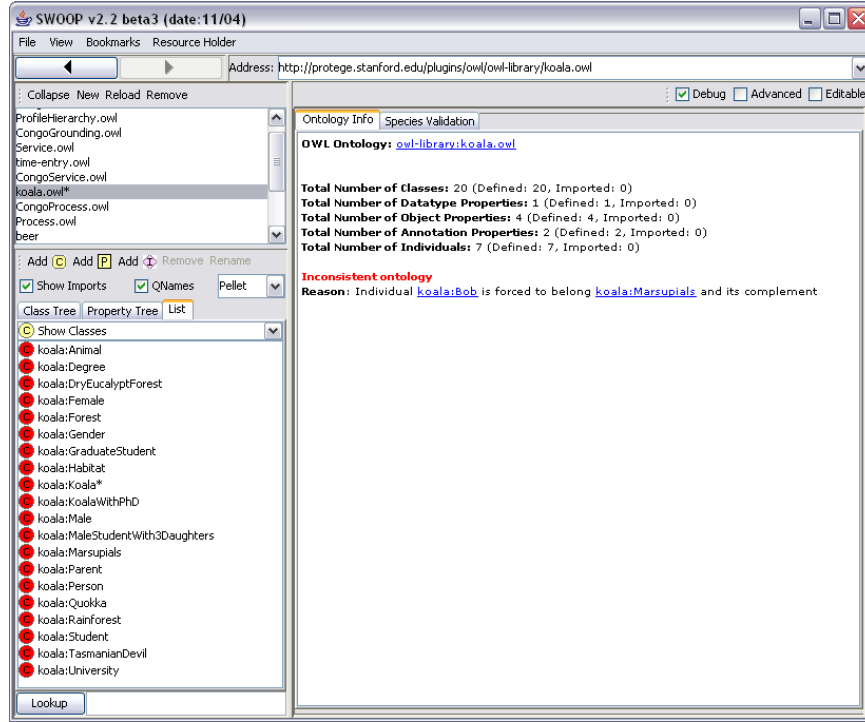 SWOOP v2.2 beta3 (date:11/04)
File View Bookmarks Resource Holder
Address: http://protege.stanford.edu/plugins/owl/owl-library/koala.owl
Collapse New Reload Remove
Debug Advanced Editable
ProfileHierarchy.owl
CongoGrounding.owl
Service.owl
time-entry.owl
CongoService.owl
koala.owl*
CongoProcess.owl
Process.owl
beer
Add C Add P Add I Remove Rename
Show Imports QNames Pellet
Class Tree Property Tree List
Show Classes
koala:Animal
koala:Degree
koala:DryEucalyptForest
koala:Female
koala:Forest
koala:Gender
koala:GraduateStudent
koala:Habitat
koala:Koala*
koala:KoalaWithPhD
koala:Male
koala:MaleStudentWith3Daughters
koala:Marsupials
koala:Parent
koala:Person
koala:Quokka
koala:Rainforest
koala:Student
koala:TasmanianDevil
koala:University
Lookup
Ontology Info Species Validation
OWL Ontology: owl-library:koala.owl
Total Number of Classes: 20 (Defined: 20, Imported: 0)
Total Number of Datatype Properties: 1 (Defined: 1, Imported: 0)
Total Number of Object Properties: 4 (Defined: 4, Imported: 0)
Total Number of Annotation Properties: 2 (Defined: 2, Imported: 0)
Total Number of Individuals: 7 (Defined: 7, Imported: 0)
Inconsistent ontology
Reason: Individual koala:Bob is forced to belong koala:Marsupials and its complement